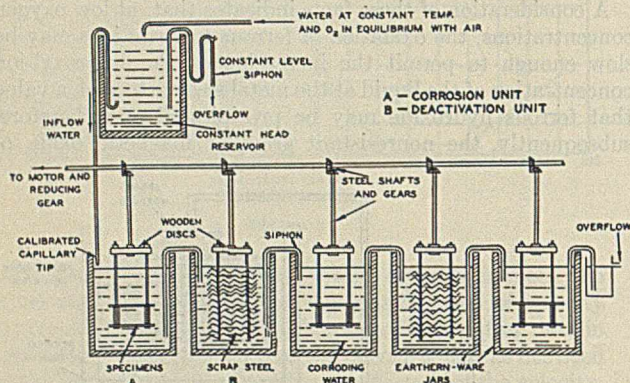 WATER AT CONSTANT TEMP.
AND O₂ IN EQUILIBRIUM WITH AIR
CONSTANT LEVEL
SIPHON
A – CORROSION UNIT
B – DEACTIVATION UNIT
OVERFLOW
INFLOW
WATER
CONSTANT HEAD
RESERVOIR
TO MOTOR AND
REDUCING
GEAR
STEEL SHAFTS
AND GEARS
WOODEN
DISCS
SIPHON
OVERFLOW
CALIBRATED
CAPILLARY
TIP
SPECIMENS
A
SCRAP STEEL
B
CORRODING
WATER
EARTHERN-WARE
JARS